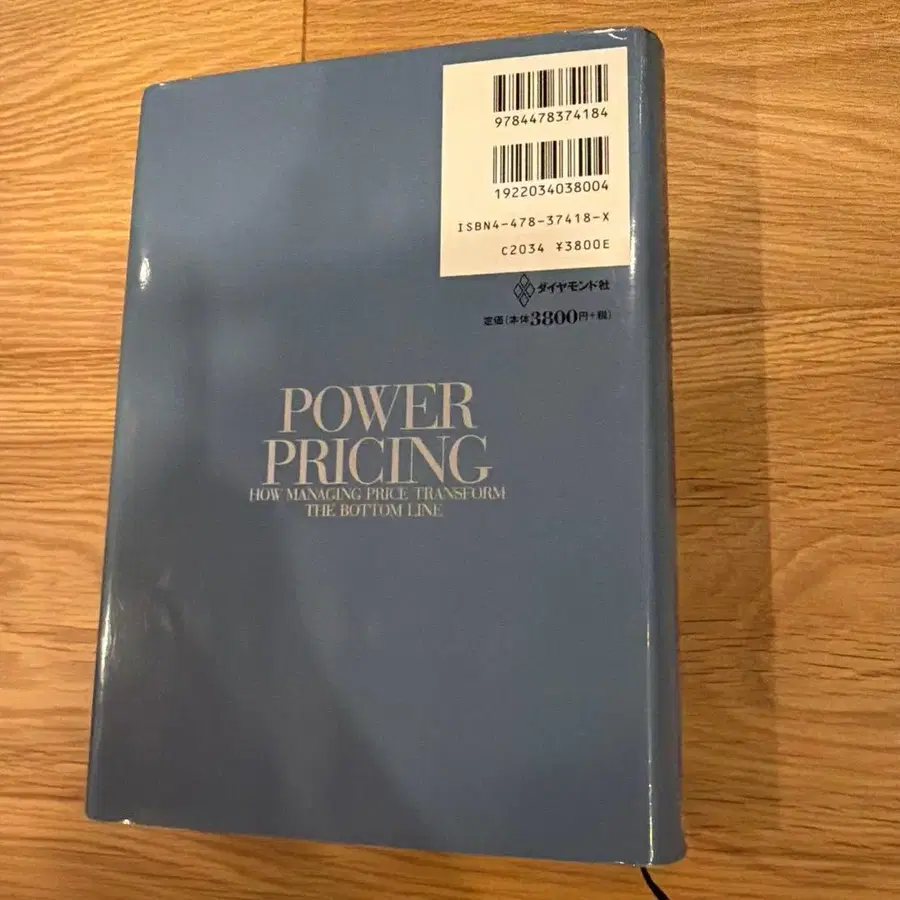 9784478374184
1922034038004
ISBN4-478-37418-X
C2034 ¥3800E
ダイヤモンド社
定価(本体3800円+税)
POWER
PRICING
HOW MANAGING PRICE TRANSFORM
THE BOTTOM LINE